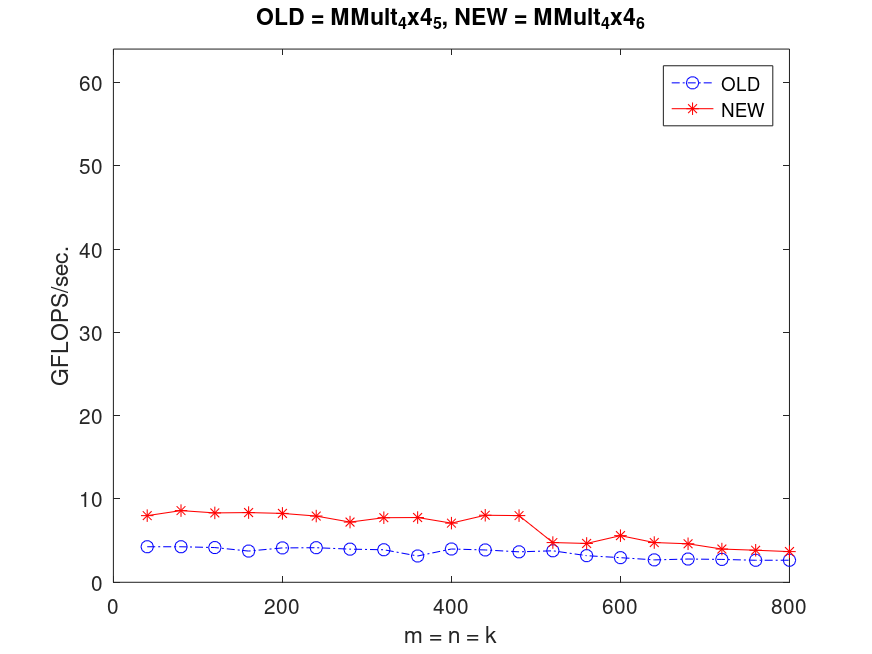 OLD = MMult₄x4₅, NEW = MMult₄x4₆
OLD
NEW
60
50
40
30
20
10
0
GFLOPS/sec.
0 200 400 600 800
m = n = k